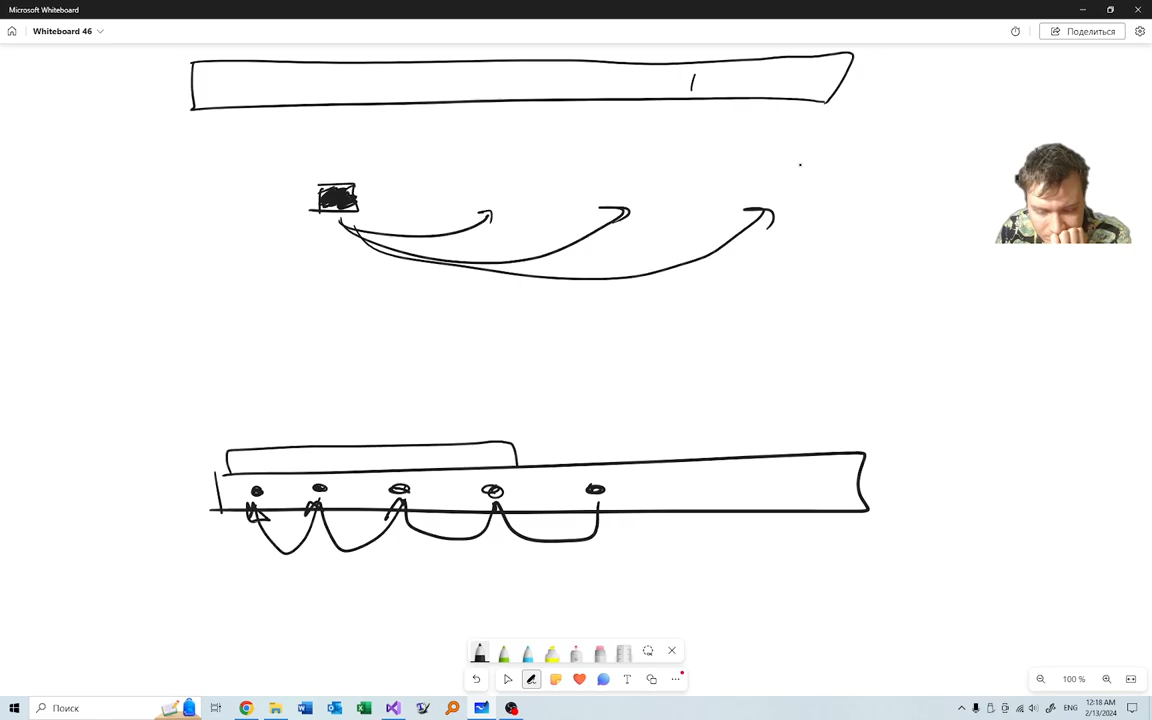 Microsoft Whiteboard
Whiteboard 46
Поделиться
100 %
Поиск
ENG
12:18 AM
2/13/2024